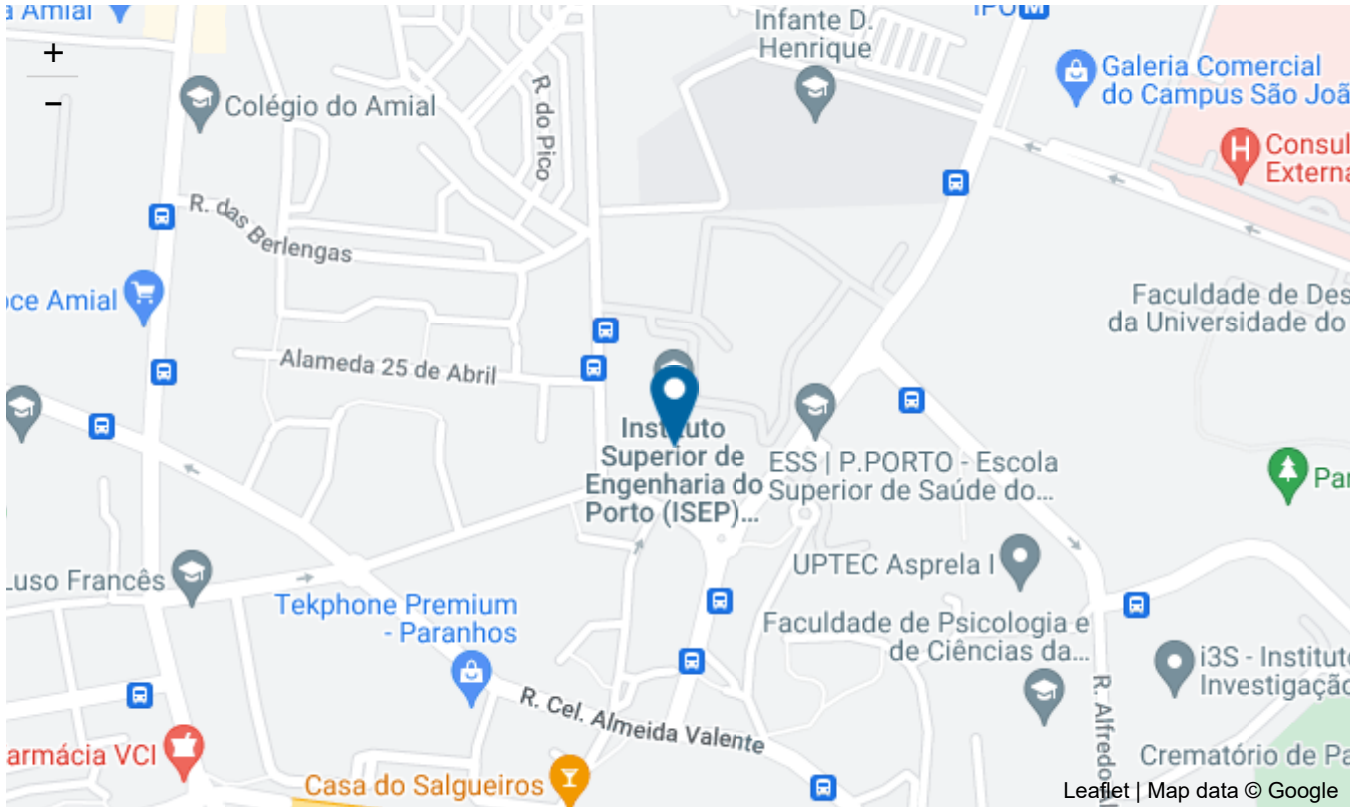 a Amial
+
−
Infante D.
Henrique
IPO M
Galeria Comercial
do Campus São Joã
Colégio do Amial
R. do Pico
H
Consul
Externa
R. das Berlengas
oce Amial
Faculdade de Des
da Universidade do
Alameda 25 de Abril
Instituto
Superior de
Engenharia do
Porto (ISEP)...
ESS | P.PORTO - Escola
Superior de Saúde do...
Par
UPTEC Asprela I
Luso Francês
Tekphone Premium
- Paranhos
Faculdade de Psicologia e
de Ciências da...
i3S - Institut
Investigação
R. Cel. Almeida Valente
R. Alfredo Al
armácia VCI
Casa do Salgueiros
Crematório de Pa
Leaflet | Map data © Google